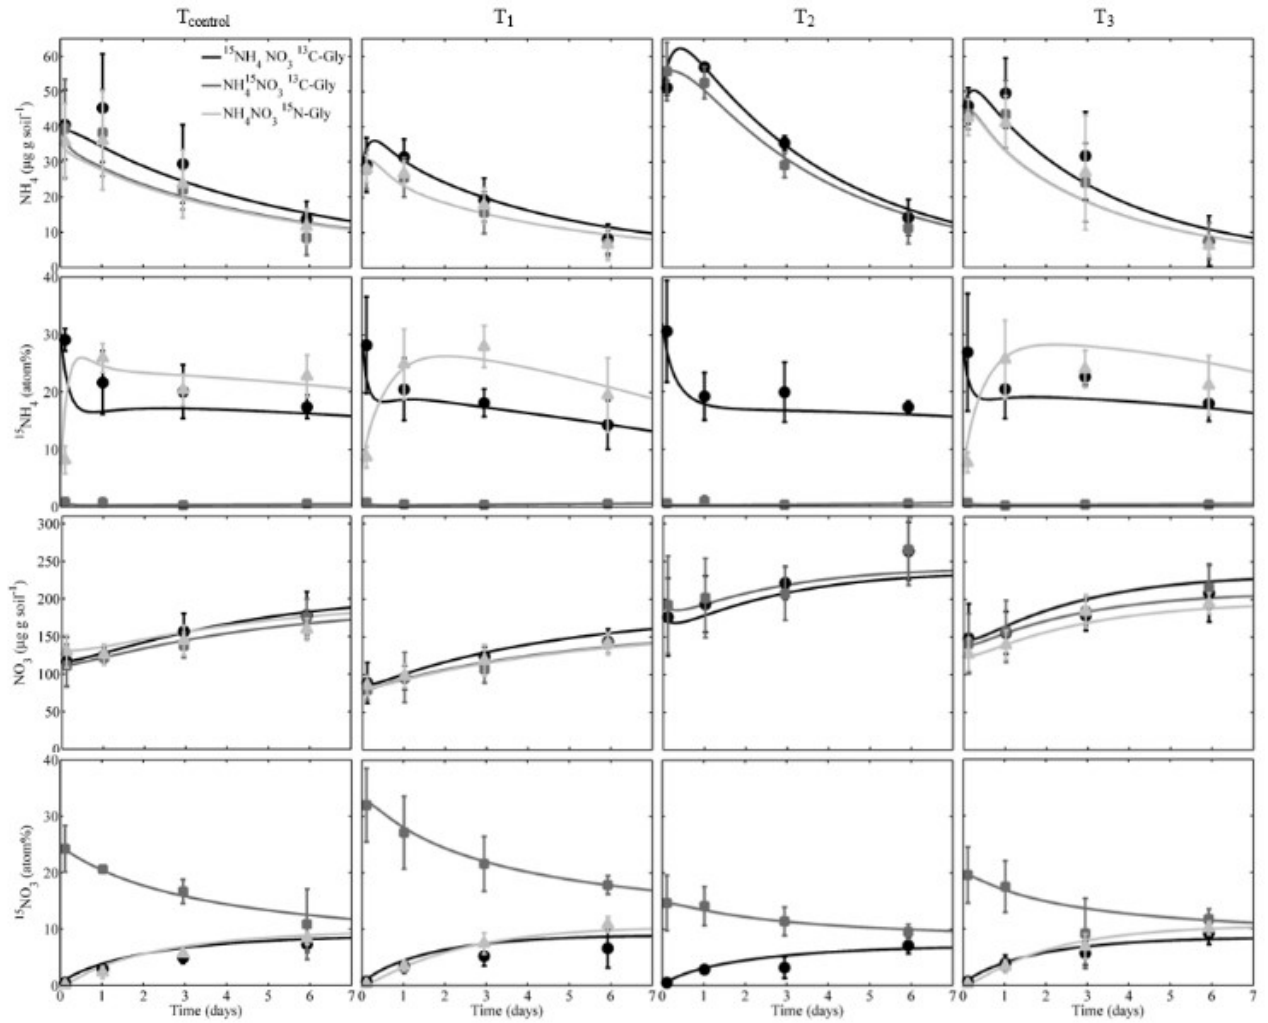 Tcontrol T1 T2 T3
15NH4 NO3 13C-Gly
NH4 15NO3 13C-Gly
NH4NO3 15N-Gly
NH4 (µg g soil-1)
60
50
40
30
20
10
0
15NH4 (atom%)
40
30
20
10
0
NO3 (µg g soil-1)
300
250
200
150
100
50
0
15NO3 (atom%)
40
30
20
10
0
0 1 2 3 4 5 6 7 0 1 2 3 4 5 6 7 0 1 2 3 4 5 6 7 0 1 2 3 4 5 6 7
Time (days) Time (days) Time (days) Time (days)